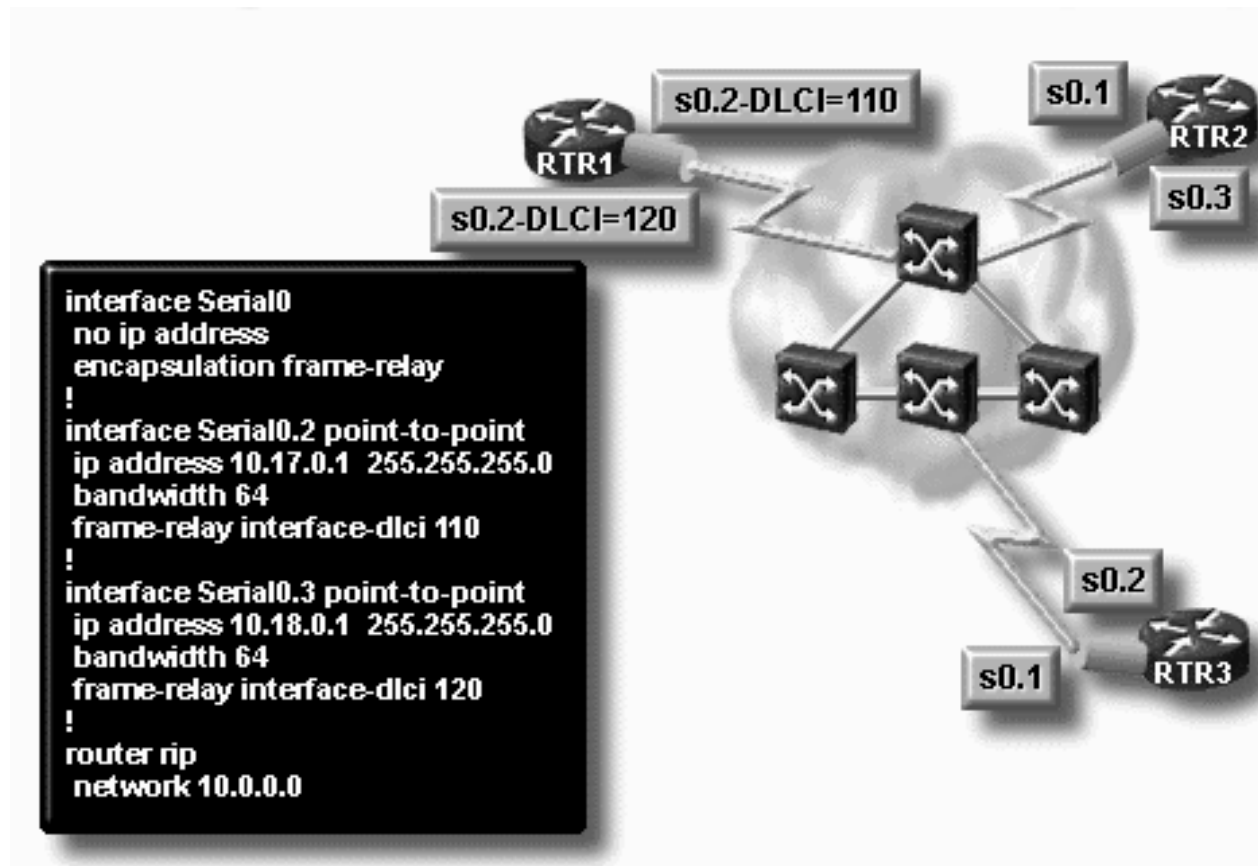 s0.2-DLCI=110
s0.1
RTR1
RTR2
s0.2-DLCI=120
s0.3
interface Serial0
no ip address
encapsulation frame-relay
!
interface Serial0.2 point-to-point
ip address 10.17.0.1 255.255.255.0
bandwidth 64
frame-relay interface-dlci 110
!
interface Serial0.3 point-to-point
ip address 10.18.0.1 255.255.255.0
bandwidth 64
frame-relay interface-dlci 120
!
router rip
network 10.0.0.0
s0.2
s0.1
RTR3